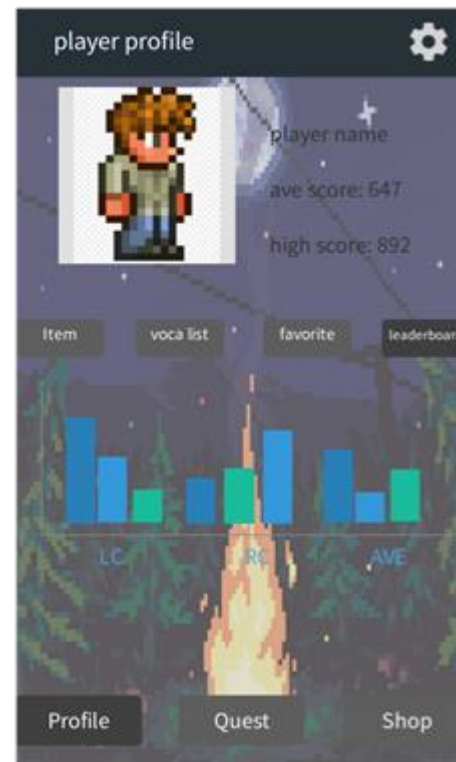 player profile
player name
ave score: 647
high score: 892
Item
voca list
favorite
leaderboar
LC
RC
AVE
Profile
Quest
Shop